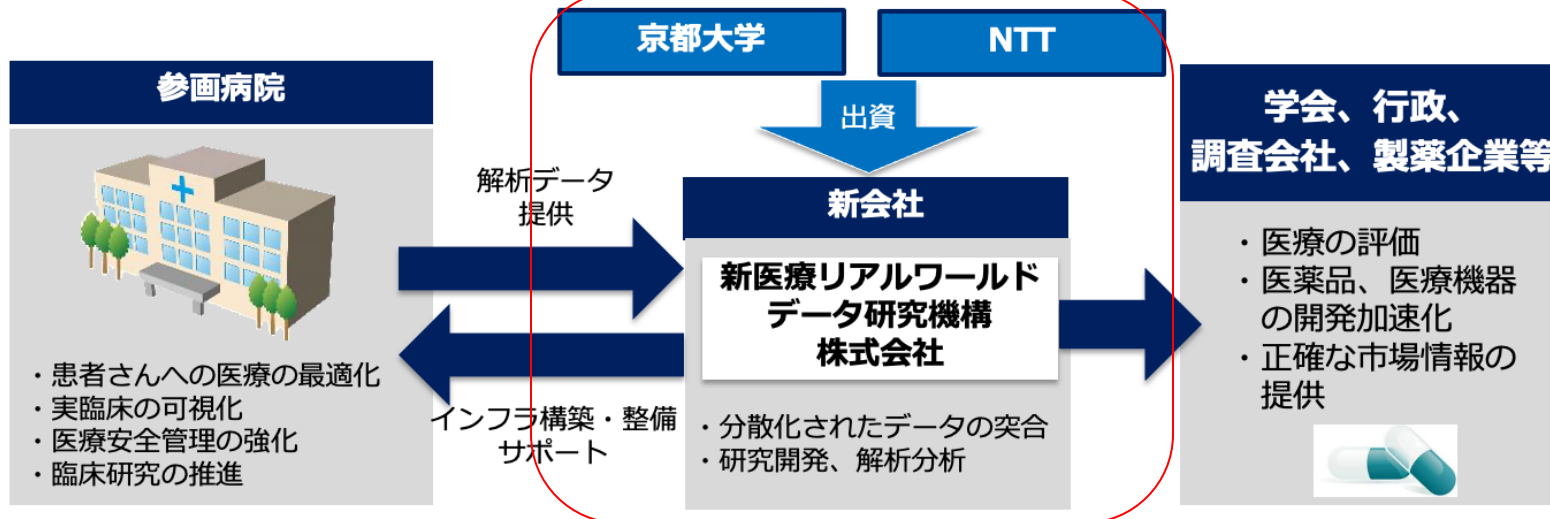 京都大学
NTT
出資
参画病院
・患者さんへの医療の最適化
・実臨床の可視化
・医療安全管理の強化
・臨床研究の推進
解析データ
提供
インフラ構築・整備
サポート
新会社
新医療リアルワールド
データ研究機構
株式会社
・分散化されたデータの突合
・研究開発、解析分析
学会、行政、
調査会社、製薬企業等
・医療の評価
・医薬品、医療機器
の開発加速化
・正確な市場情報の
提供